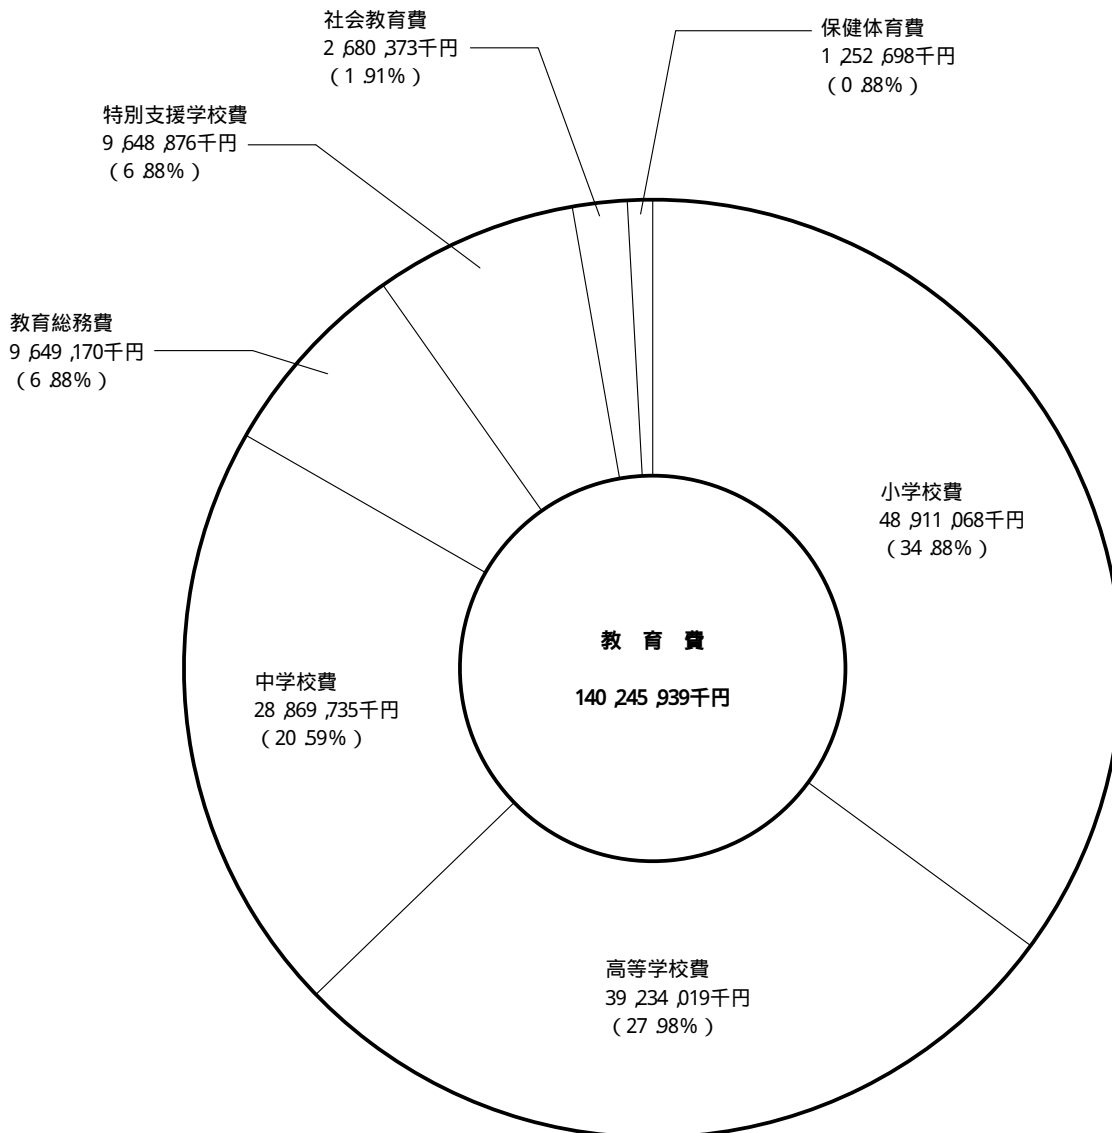 社会教育費
2,680,373千円
(1.91%)
保健体育費
1,252,698千円
(0.88%)
特別支援学校費
9,648,876千円
(6.88%)
教育総務費
9,649,170千円
(6.88%)
小学校費
48,911,068千円
(34.88%)
教 育 費
140,245,939千円
中学校費
28,869,735千円
(20.59%)
高等学校費
39,234,019千円
(27.98%)